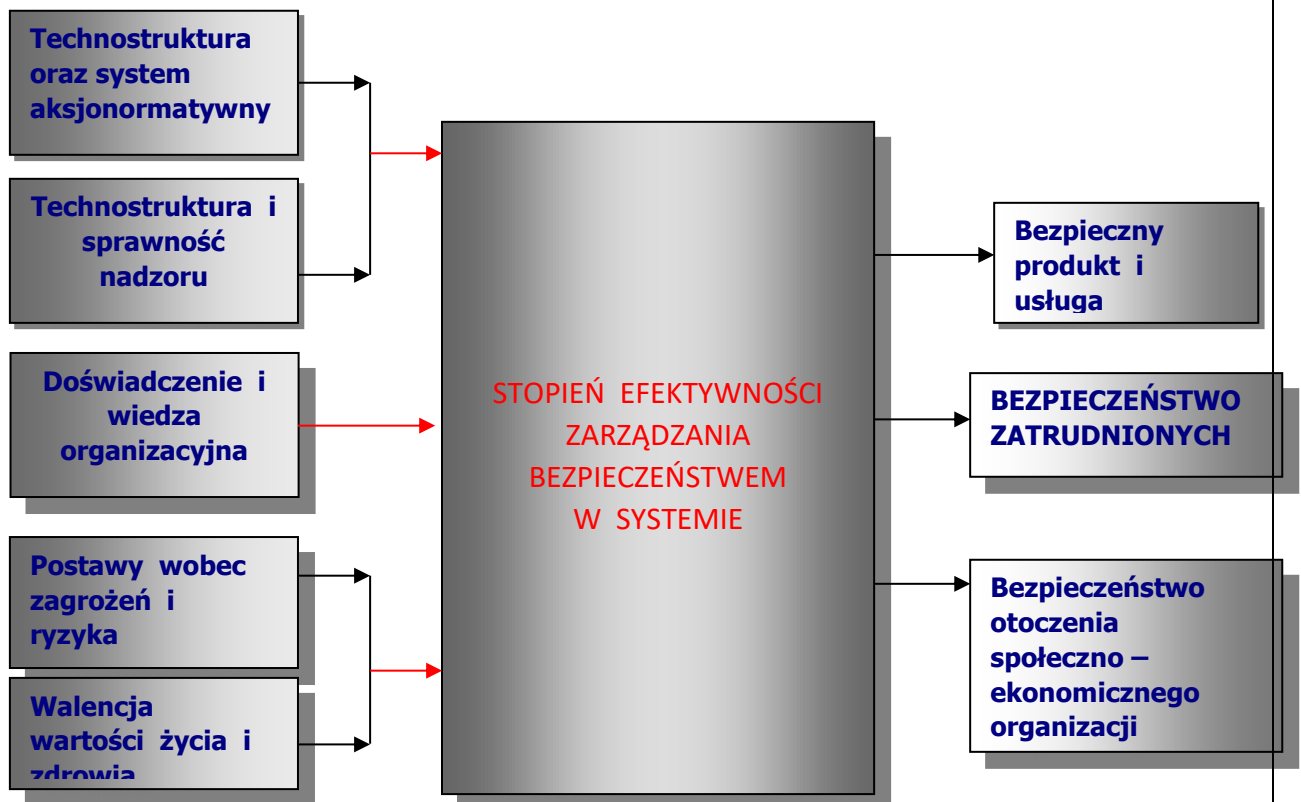 Technostruktura
oraz system
aksjonormatywny
Technostruktura i
sprawność
nadzoru
Doświadczenie i
wiedza
organizacyjna
Postawy wobec
zagrożeń i
ryzyka
Walencja
wartości życia i
zdrowia
STOPIEŃ EFEKTYWNOŚCI
ZARZĄDZANIA
BEZPIECZEŃSTWEM
W SYSTEMIE
Bezpieczny
produkt i
usługa
BEZPIECZEŃSTWO
ZATRUDNIONYCH
Bezpieczeństwo
otoczenia
społeczno –
ekonomicznego
organizacji